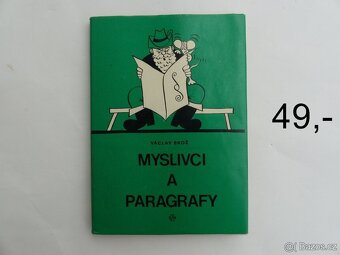 VÁCLAV BROŽ
MYSLIVCI
A
PARAGRAFY
49,-
Bazos.cz